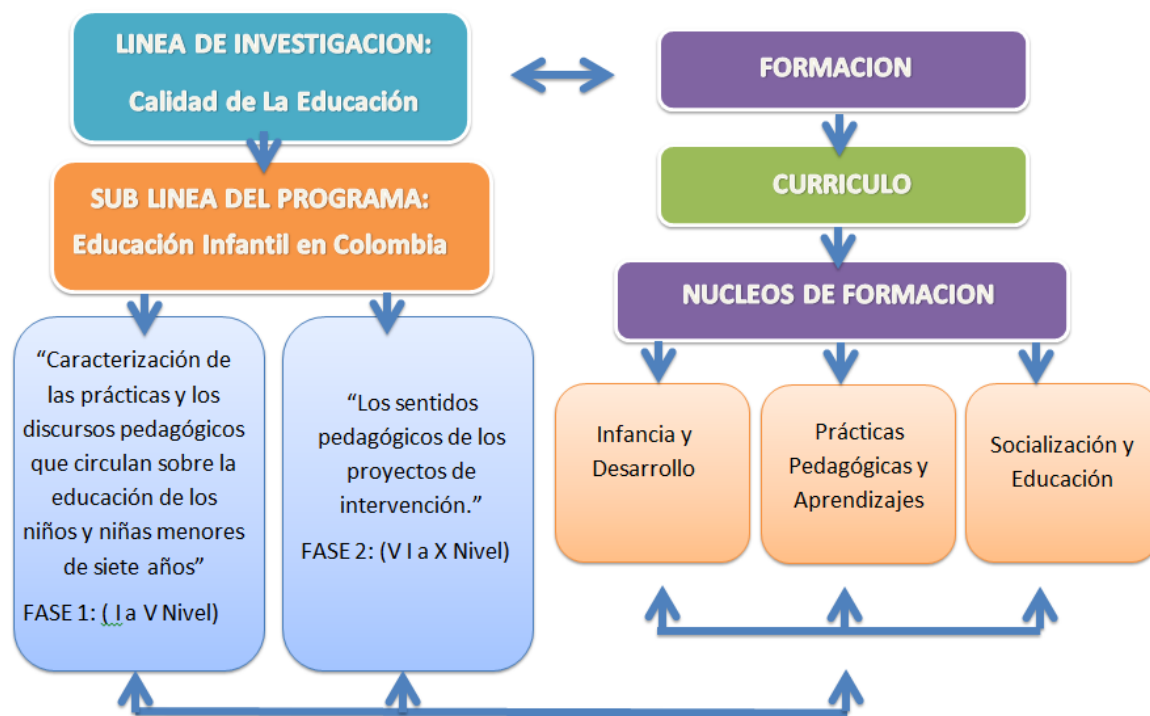 LINEA DE INVESTIGACION:
Calidad de La Educación
SUB LINEA DEL PROGRAMA:
Educación Infantil en Colombia
“Caracterización de
las prácticas y los
discursos pedagógicos
que circulan sobre la
educación de los
niños y niñas menores
de siete años”
FASE 1: ( I a V Nivel)
“Los sentidos
pedagógicos de los
proyectos de
intervención.”
FASE 2: (V I a X Nivel)
FORMACION
CURRICULO
NUCLEOS DE FORMACION
Infancia y
Desarrollo
Prácticas
Pedagógicas y
Aprendizajes
Socialización y
Educación